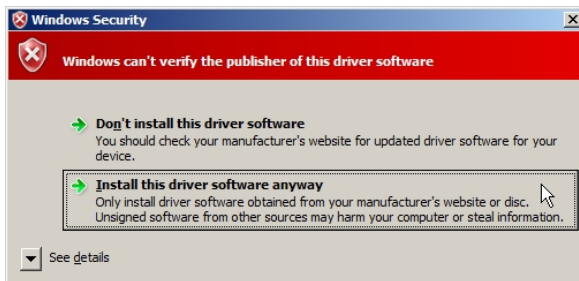 Windows Security
Windows can't verify the publisher of this driver software
Don't install this driver software
You should check your manufacturer's website for updated driver software for your
device.
Install this driver software anyway
Only install driver software obtained from your manufacturer's website or disc.
Unsigned software from other sources may harm your computer or steal information.
See details